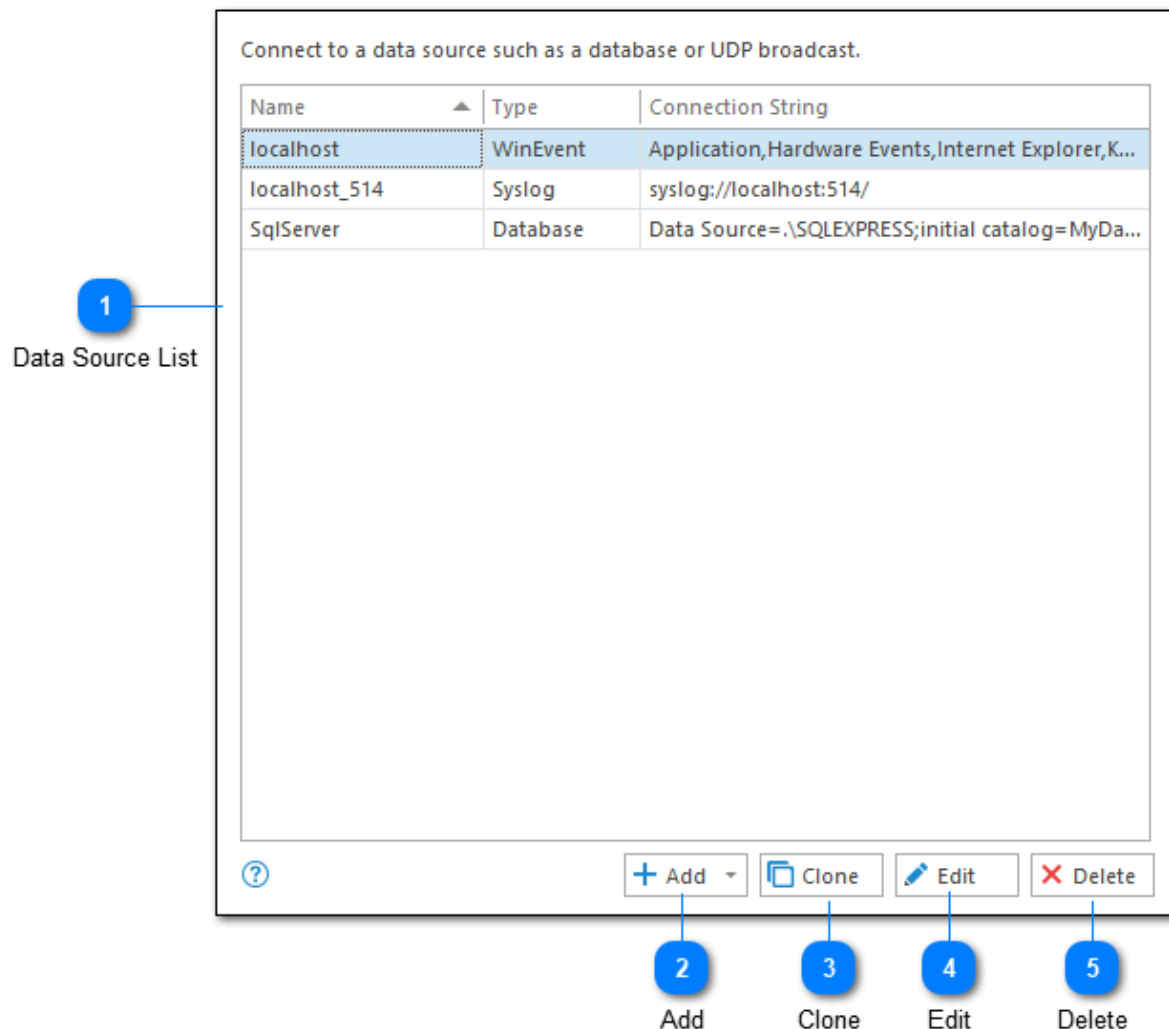 Connect to a data source such as a database or UDP broadcast.
Name Type Connection String
localhost WinEvent Application,Hardware Events,Internet Explorer,K...
localhost_514 Syslog syslog://localhost:514/
SqlServer Database Data Source=.\SQLEXPRESS;initial catalog=MyDa...
1
Data Source List
? Add Clone Edit Delete
2 3 4 5
Add Clone Edit Delete